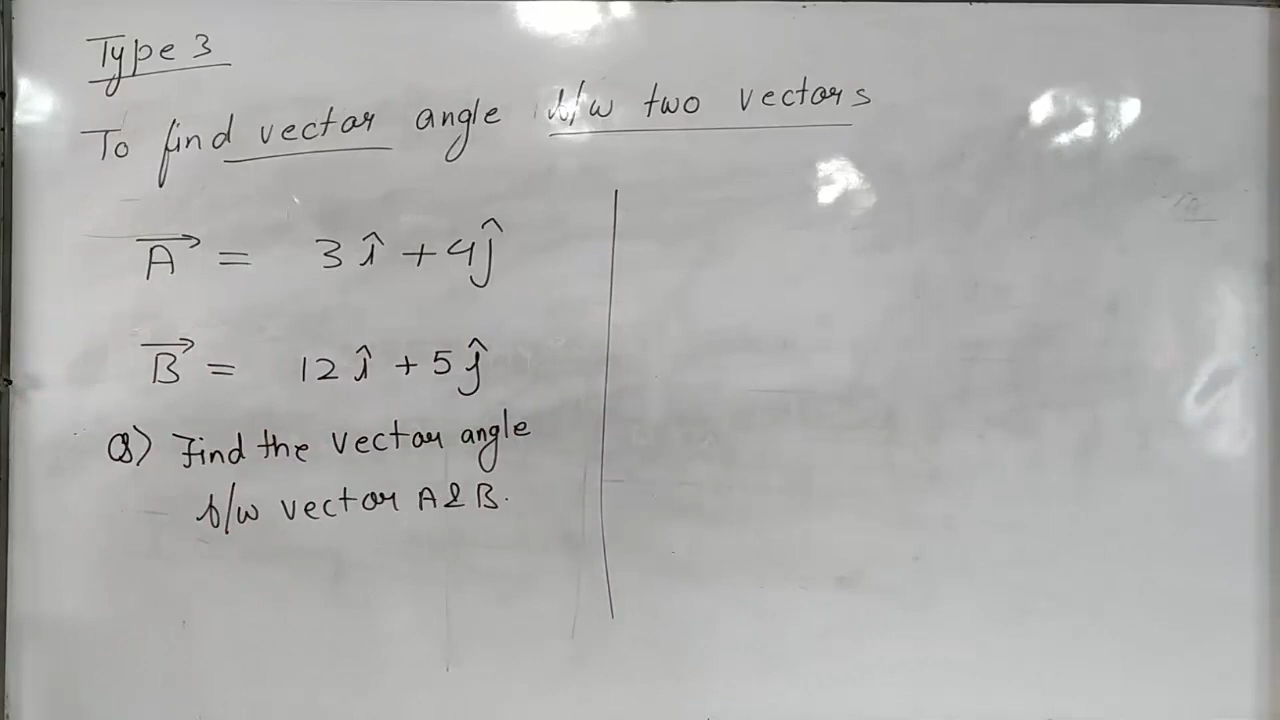 Type 3
To find vector angle b/w two vectors
A⃗ = 3î + 4ĵ
B⃗ = 12î + 5ĵ
Q) Find the vector angle
b/w vector A & B.